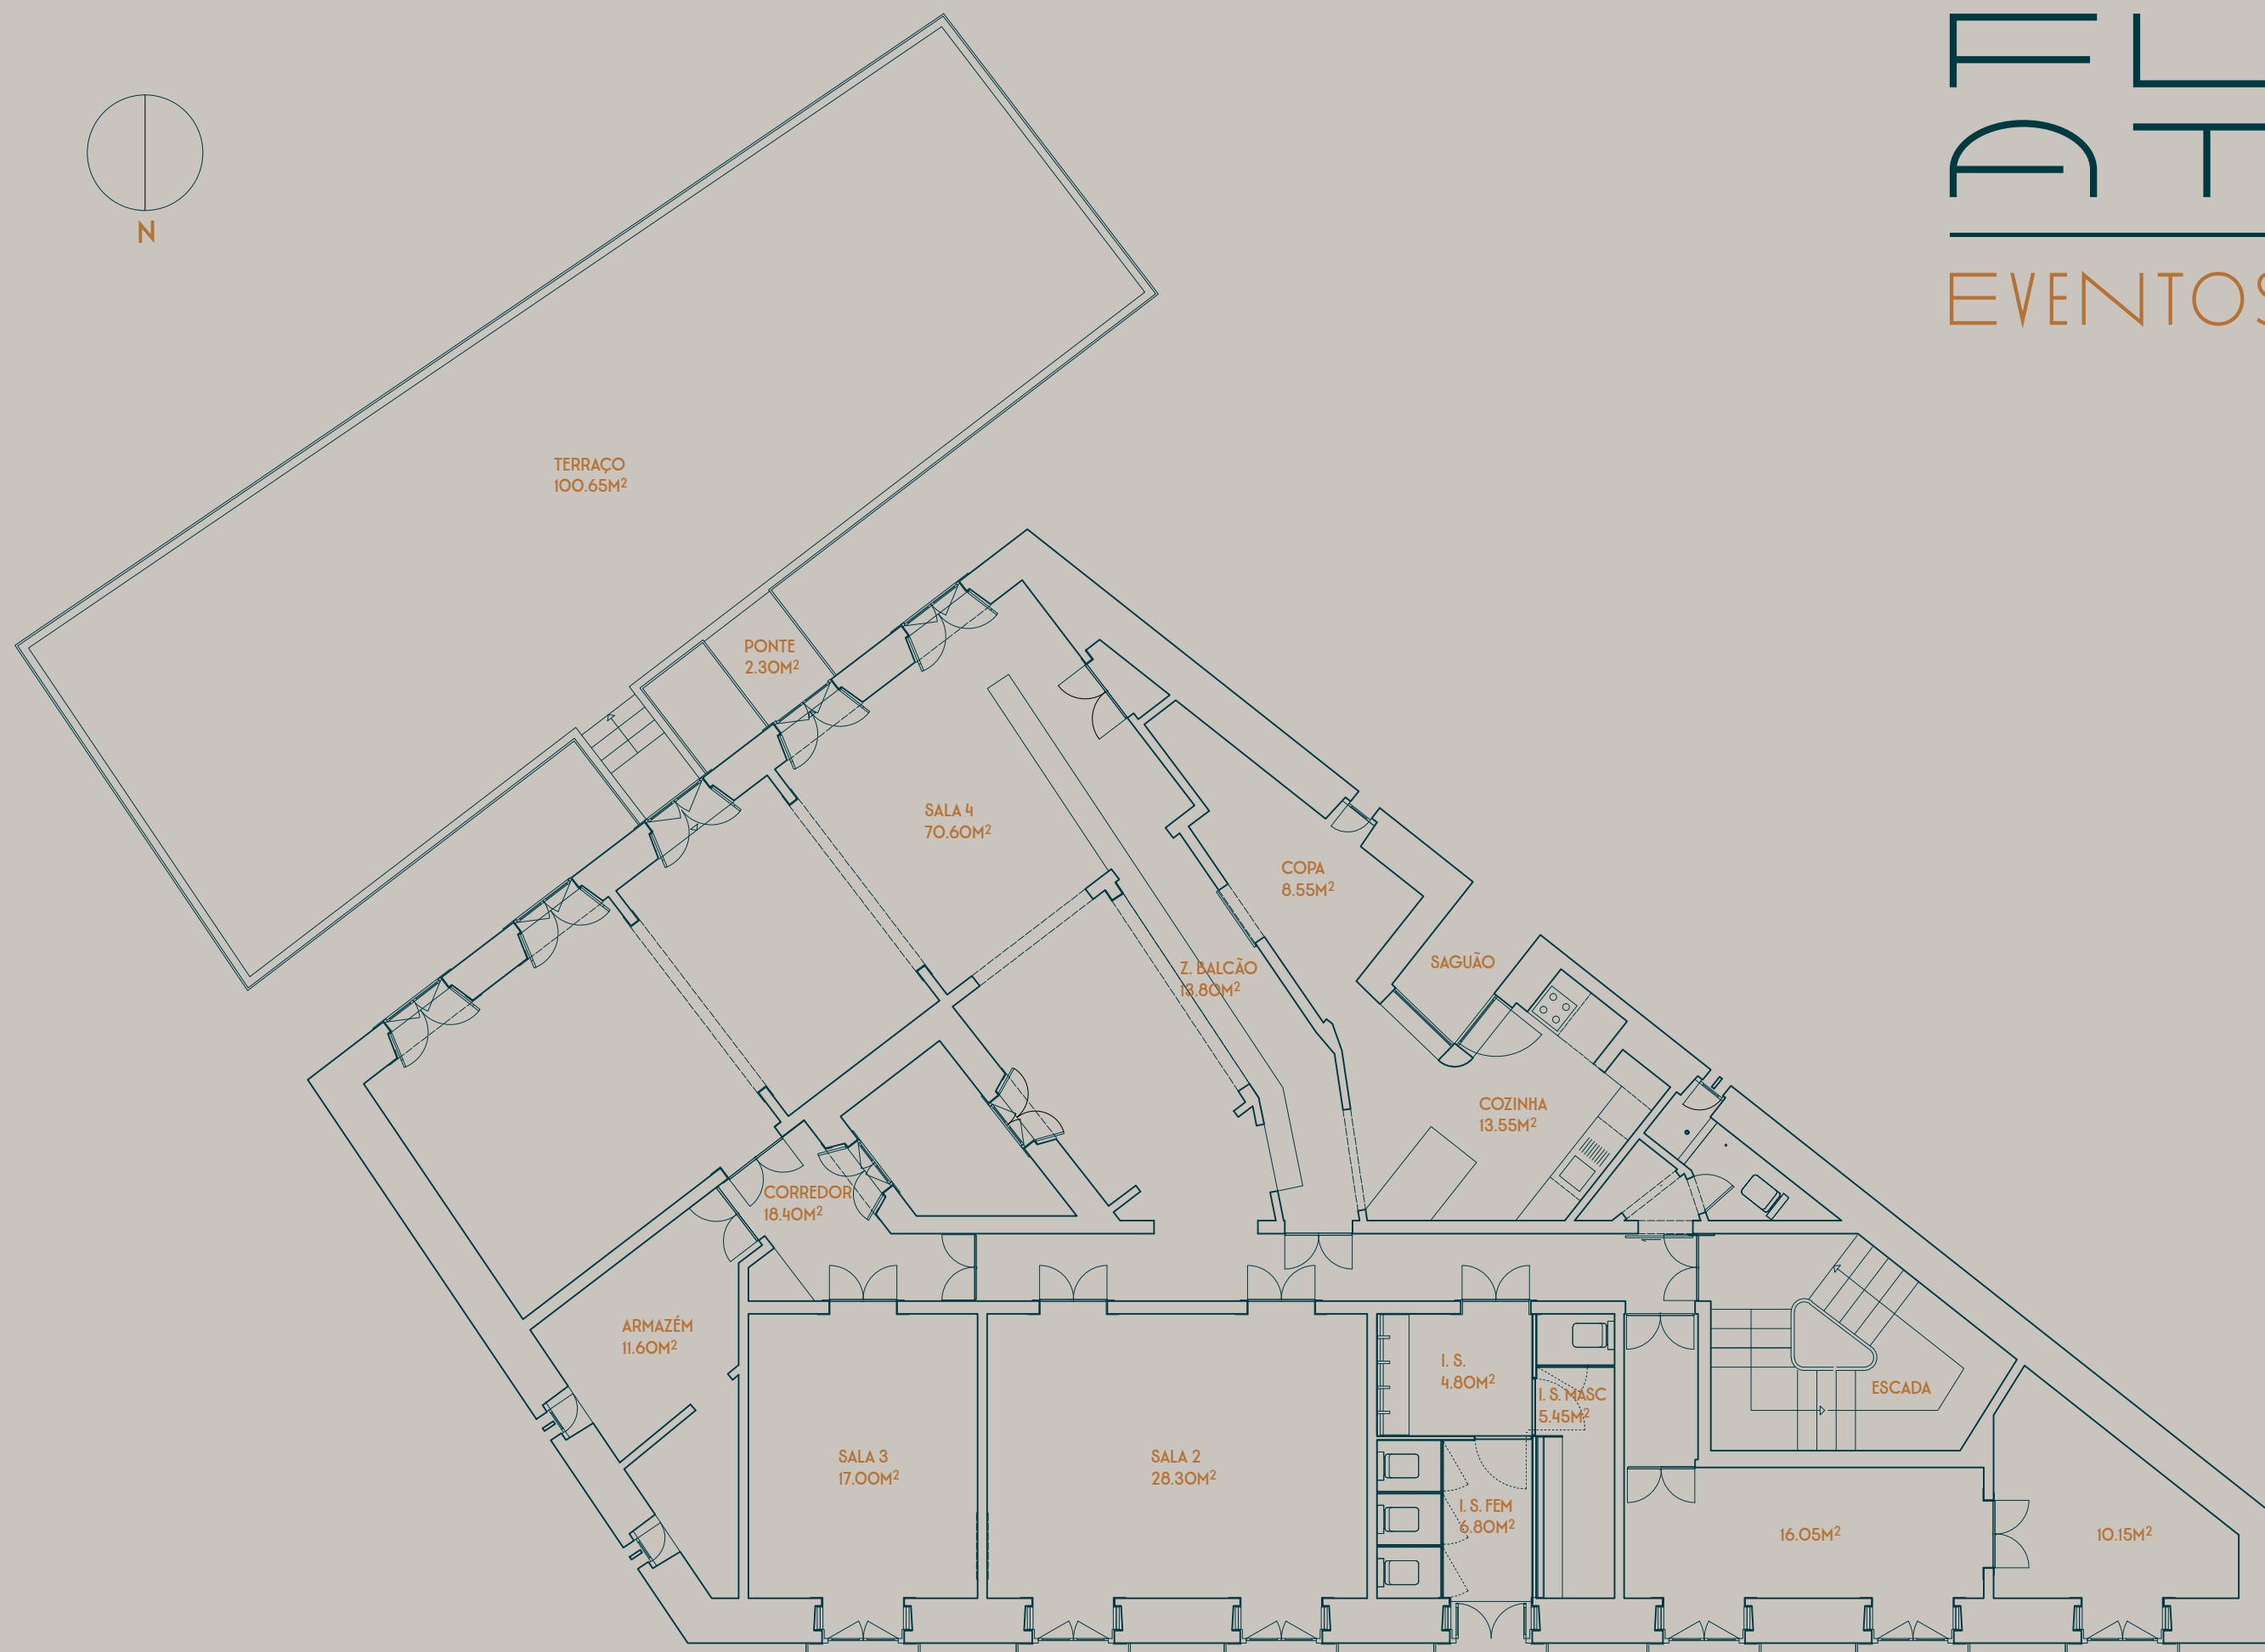 FL
AT
EVENTOS
N
TERRAÇO
100.65M²
PONTE
2.30M²
SALA 4
70.60M²
COPA
8.55M²
Z. BALCÃO
13.80M²
SAGUÃO
COZINHA
13.55M²
CORREDOR
18.40M²
ARMAZÉM
11.60M²
I. S.
4.80M²
I. S. MASC
5.45M²
ESCADA
SALA 3
17.00M²
SALA 2
28.30M²
I. S. FEM
6.80M²
16.05M²
10.15M²